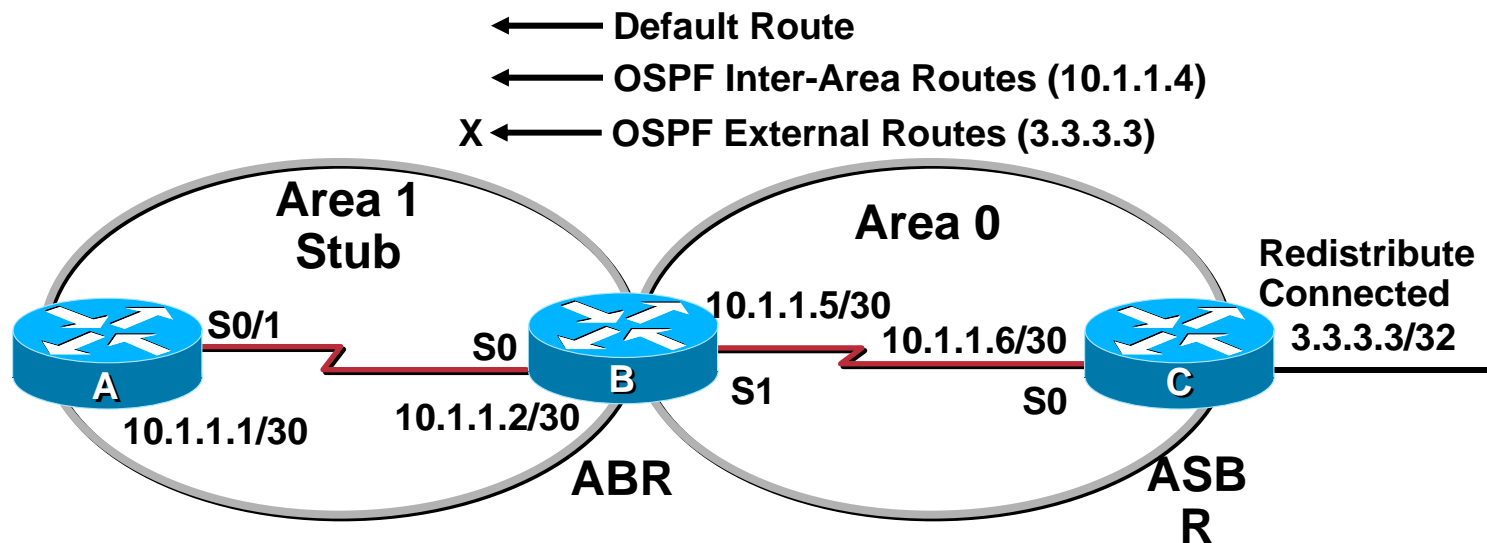 Default Route
OSPF Inter-Area Routes (10.1.1.4)
X OSPF External Routes (3.3.3.3)
Area 1
Stub
Area 0
Redistribute
Connected
3.3.3.3/32
S0/1
S0
10.1.1.5/30
10.1.1.6/30
A
B
C
S1
S0
10.1.1.1/30
10.1.1.2/30
ABR
ASB
R